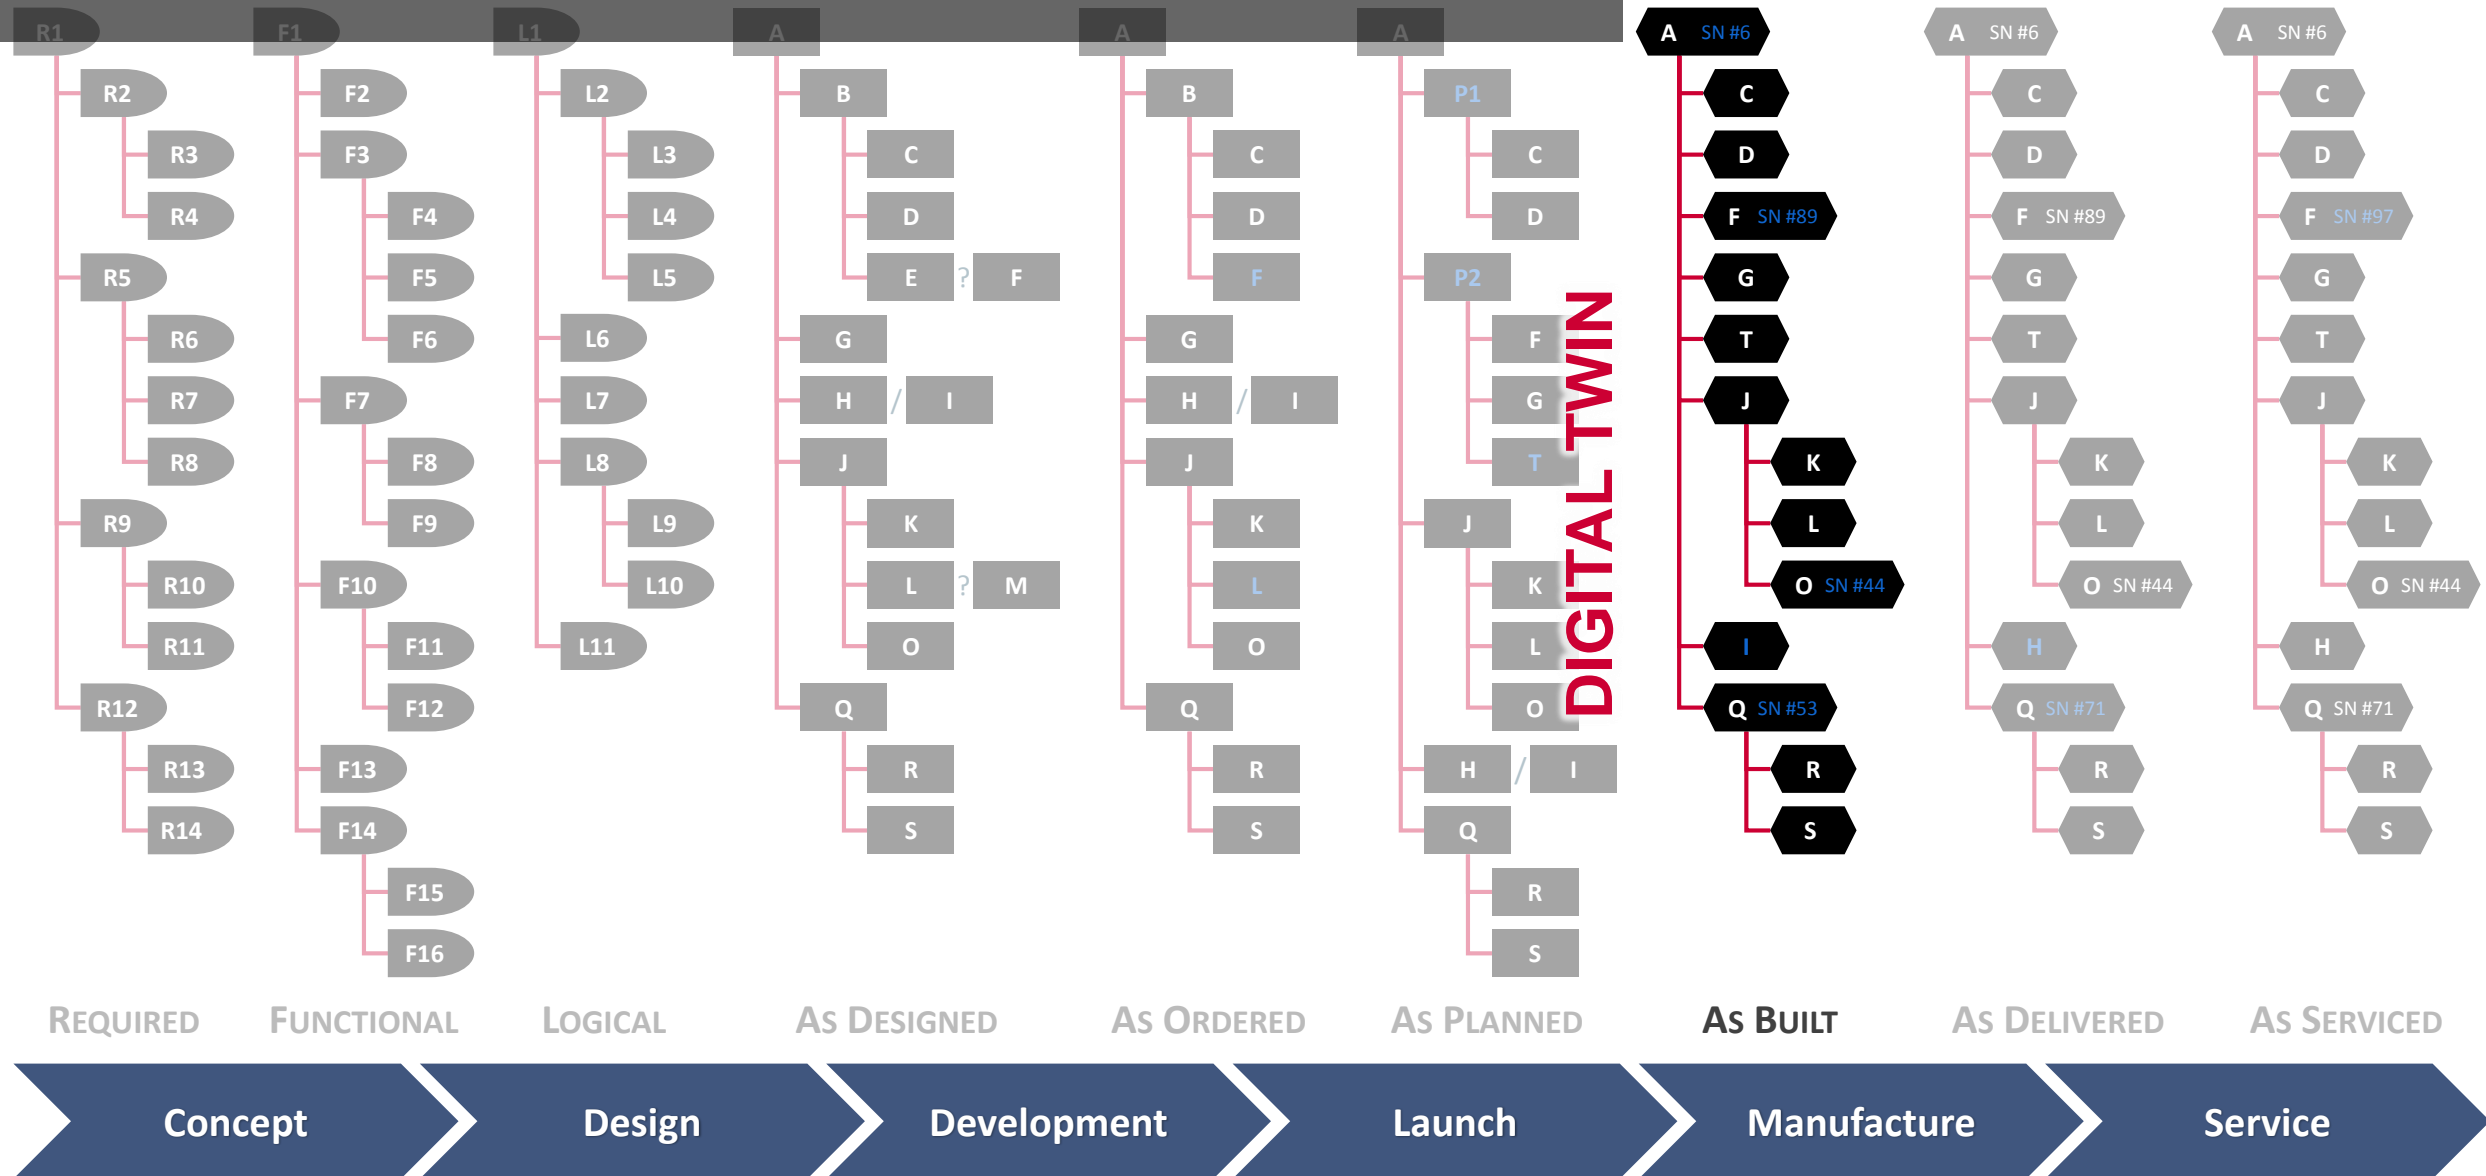 R1
R2
R3
R4
R5
R6
R7
R8
R9
R10
R11
R12
R13
R14
F1
F2
F3
F4
F5
F6
F7
F8
F9
F10
F11
F12
F13
F14
F15
F16
L1
L2
L3
L4
L5
L6
L7
L8
L9
L10
L11
A
B
C
D
E ? F
G
H / I
J
K
L ? M
O
Q
R
S
A
B
C
D
F
G
H / I
J
K
L
O
Q
R
S
A
P1
C
D
P2
F
G
T
J
K
L
O
H / I
Q
R
S
DIGITAL TWIN
A SN #6
C
D
F SN #89
G
T
J
K
L
O SN #44
I
Q SN #53
R
S
A SN #6
C
D
F SN #89
G
T
J
K
L
O SN #44
H
Q SN #71
R
S
A SN #6
C
D
F SN #97
G
T
J
K
L
O SN #44
H
Q SN #71
R
S
REQUIRED FUNCTIONAL LOGICAL AS DESIGNED AS ORDERED AS PLANNED AS BUILT AS DELIVERED AS SERVICED
Concept Design Development Launch Manufacture Service